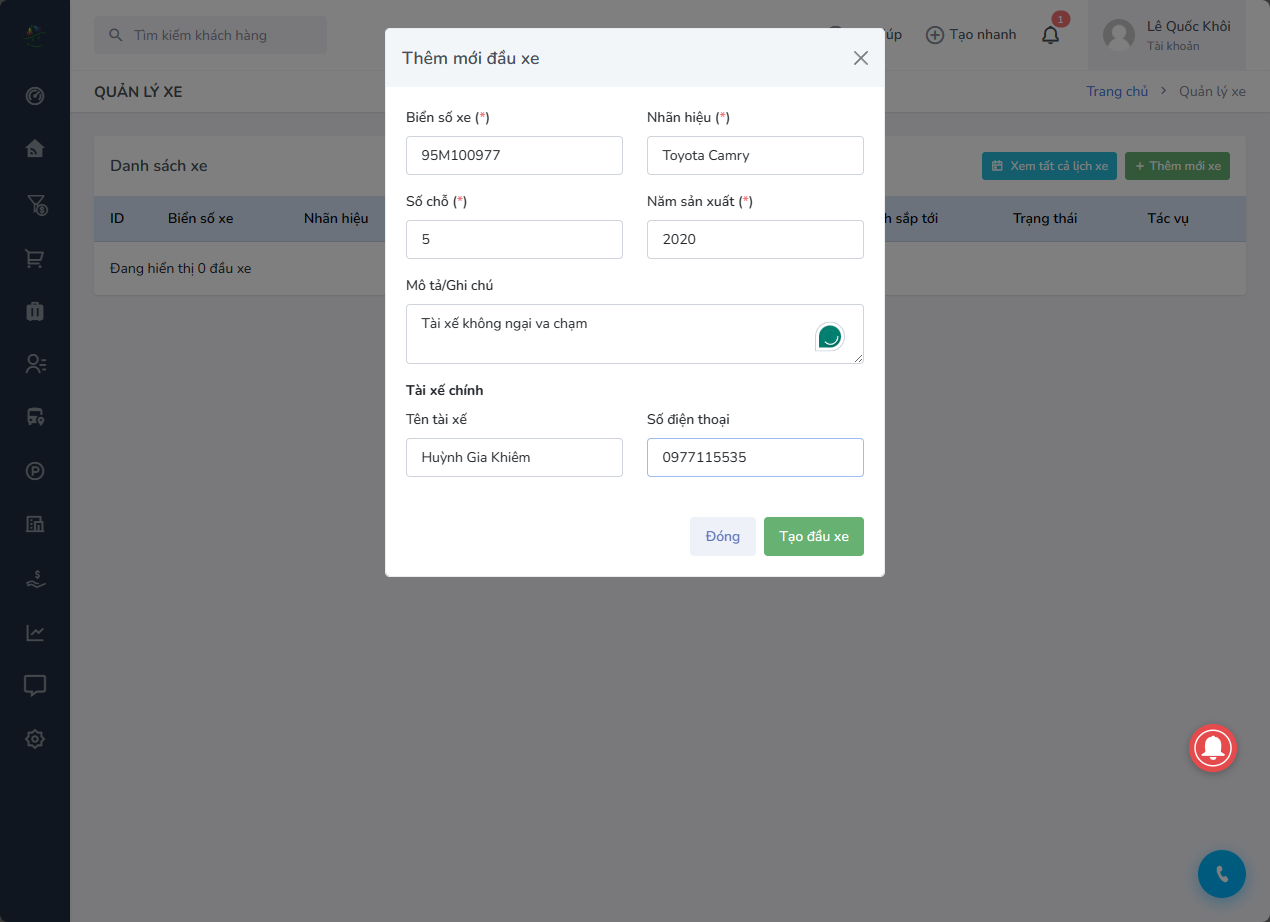 Tìm kiếm khách hàng
úp
Tạo nhanh
1
Lê Quốc Khôi
Tài khoản
QUẢN LÝ XE
Trang chủ > Quản lý xe
Danh sách xe
Xem tất cả lịch xe
+ Thêm mới xe
ID
Biển số xe
Nhãn hiệu
h sắp tới
Trạng thái
Tác vụ
Đang hiển thị 0 đầu xe
Thêm mới đầu xe
Biển số xe (*)
Nhãn hiệu (*)
95M100977
Toyota Camry
Số chỗ (*)
Năm sản xuất (*)
5
2020
Mô tả/Ghi chú
Tài xế không ngại va chạm
Tài xế chính
Tên tài xế
Số điện thoại
Huỳnh Gia Khiêm
0977115535
Đóng
Tạo đầu xe